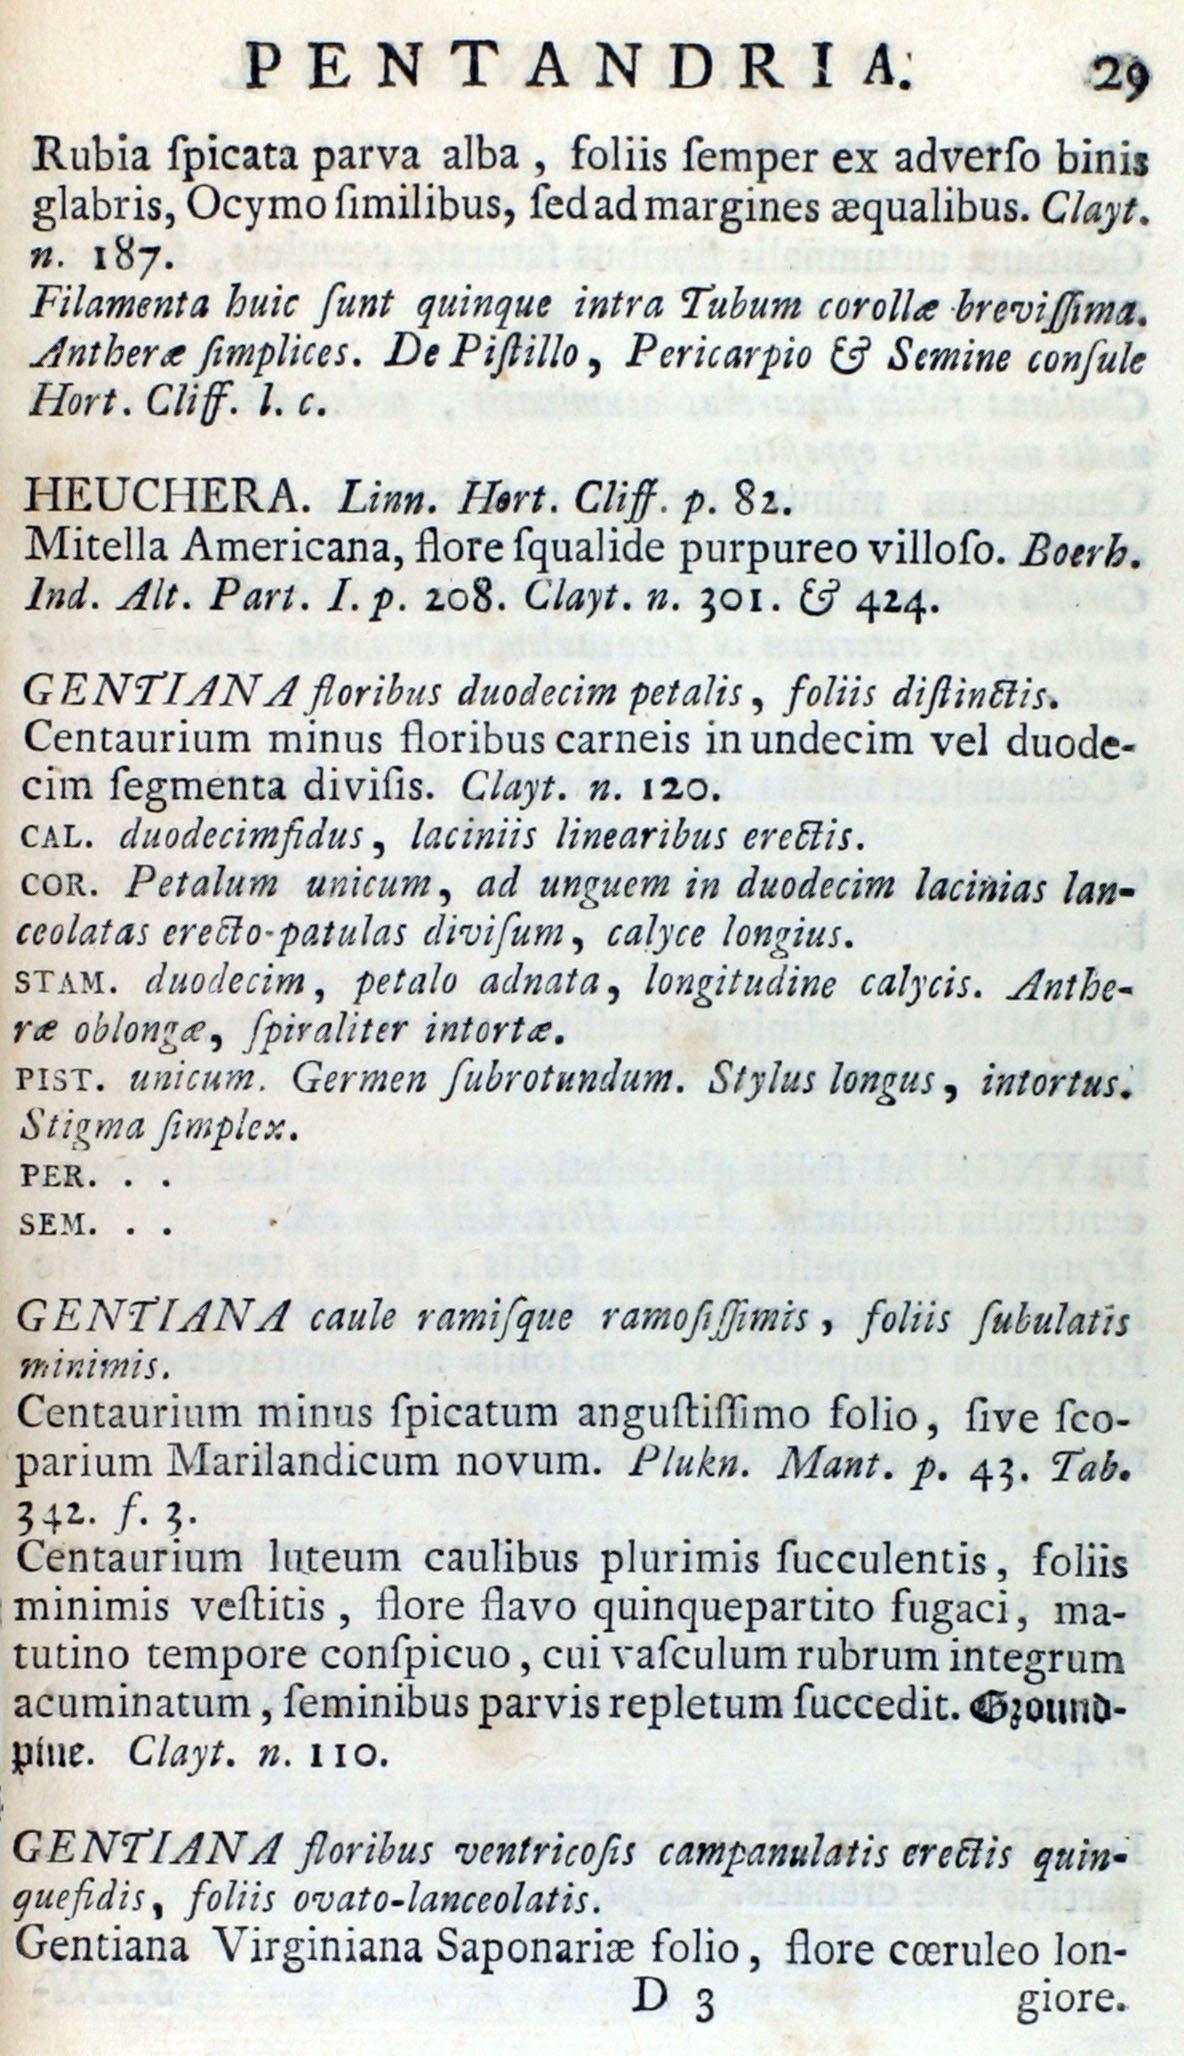 PENTANDRIA. 29
Rubia ſpicata parva alba, foliis ſemper ex adverſo binis
glabris, Ocymo ſimilibus, ſed ad margines æqualibus. Clayt.
n. 187.
Filamenta huic ſunt quinque intra Tubum corollæ breviſſima.
Antheræ ſimplices. De Piſtillo, Pericarpio & Semine conſule
Hort. Cliff. l. c.
HEUCHERA. Linn. Hort. Cliff. p. 82.
Mitella Americana, flore ſqualide purpureo villoſo. Boerh.
Ind. Alt. Part. I. p. 208. Clayt. n. 301. & 424.
GENTIANA floribus duodecim petalis, foliis diſtinctis.
Centaurium minus floribus carneis in undecim vel duode-
cim ſegmenta diviſis. Clayt. n. 120.
CAL. duodecimfidus, laciniis linearibus erectis.
COR. Petalum unicum, ad unguem in duodecim lacinias lan-
ceolatas erecto-patulas diviſum, calyce longius.
STAM. duodecim, petalo adnata, longitudine calycis. Anthe-
ræ oblongæ, ſpiraliter intortæ.
PIST. unicum. Germen ſubrotundum. Stylus longus, intortus.
Stigma ſimplex.
PER. . .
SEM. . .
GENTIANA caule ramiſque ramoſiſſimis, foliis ſubulatis
minimis.
Centaurium minus ſpicatum anguſtiſſimo folio, ſive ſco-
parium Marilandicum novum. Plukn. Mant. p. 43. Tab.
342. f. 3.
Centaurium luteum caulibus plurimis ſucculentis, foliis
minimis veſtitis, flore flavo quinquepartito fugaci, ma-
tutino tempore conſpicuo, cui vaſculum rubrum integrum
acuminatum, ſeminibus parvis repletum ſuccedit. Ground-
pine. Clayt. n. 110.
GENTIANA floribus ventricoſis campanulatis erectis quin-
quefidis, foliis ovato-lanceolatis.
Gentiana Virginiana Saponariæ folio, flore cœruleo lon-
D 3 giore.